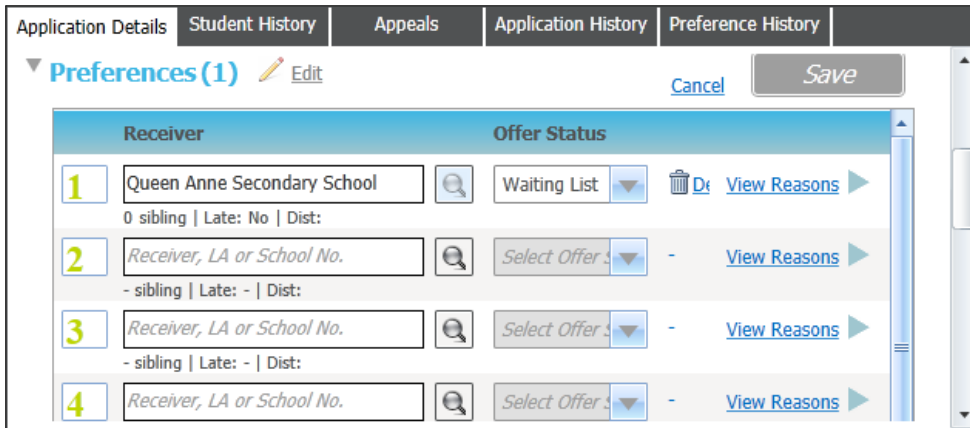 Application Details Student History Appeals Application History Preference History
Preferences (1) Edit Cancel Save
Receiver Offer Status
1 Queen Anne Secondary School Waiting List De View Reasons
0 sibling | Late: No | Dist:
2 Receiver, LA or School No. Select Offer S - View Reasons
- sibling | Late: - | Dist:
3 Receiver, LA or School No. Select Offer S - View Reasons
- sibling | Late: - | Dist:
4 Receiver, LA or School No. Select Offer S - View Reasons